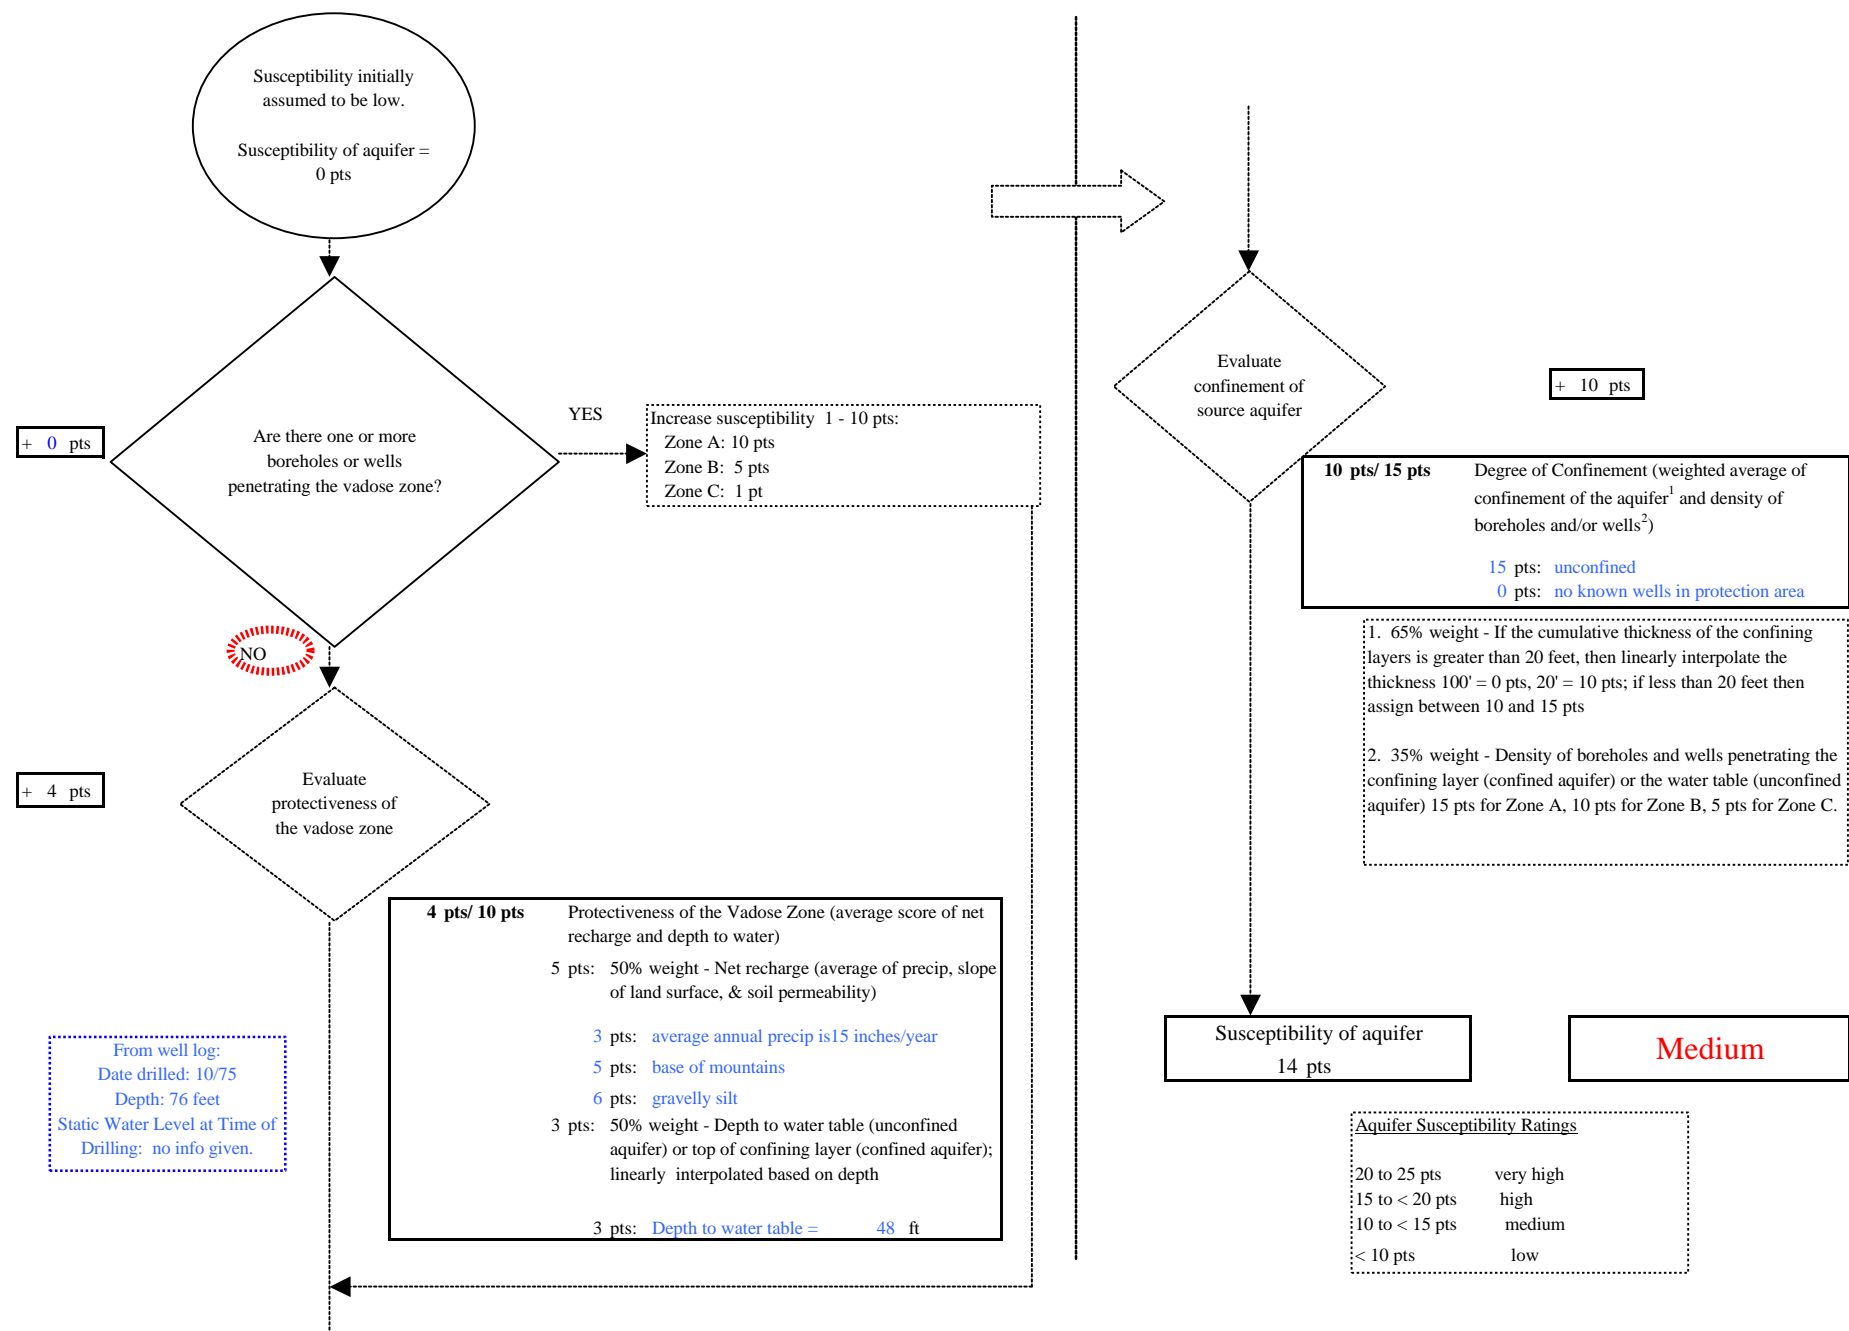 Susceptibility initially
assumed to be low.
Susceptibility of aquifer =
0 pts
Are there one or more
boreholes or wells
penetrating the vadose zone?
+ 0 pts
YES
Increase susceptibility 1 - 10 pts:
Zone A: 10 pts
Zone B: 5 pts
Zone C: 1 pt
NO
Evaluate
protectiveness of
the vadose zone
+ 4 pts
4 pts/ 10 pts Protectiveness of the Vadose Zone (average score of net
recharge and depth to water)
5 pts: 50% weight - Net recharge (average of precip, slope
of land surface, & soil permeability)
3 pts: average annual precip is15 inches/year
5 pts: base of mountains
6 pts: gravelly silt
3 pts: 50% weight - Depth to water table (unconfined
aquifer) or top of confining layer (confined aquifer);
linearly interpolated based on depth
3 pts: Depth to water table = 48 ft
From well log:
Date drilled: 10/75
Depth: 76 feet
Static Water Level at Time of
Drilling: no info given.
Evaluate
confinement of
source aquifer
+ 10 pts
10 pts/ 15 pts Degree of Confinement (weighted average of
confinement of the aquifer1 and density of
boreholes and/or wells2)
15 pts: unconfined
0 pts: no known wells in protection area
1. 65% weight - If the cumulative thickness of the confining
layers is greater than 20 feet, then linearly interpolate the
thickness 100' = 0 pts, 20' = 10 pts; if less than 20 feet then
assign between 10 and 15 pts
2. 35% weight - Density of boreholes and wells penetrating the
confining layer (confined aquifer) or the water table (unconfined
aquifer) 15 pts for Zone A, 10 pts for Zone B, 5 pts for Zone C.
Susceptibility of aquifer
14 pts
Medium
Aquifer Susceptibility Ratings
20 to 25 pts very high
15 to < 20 pts high
10 to < 15 pts medium
< 10 pts low